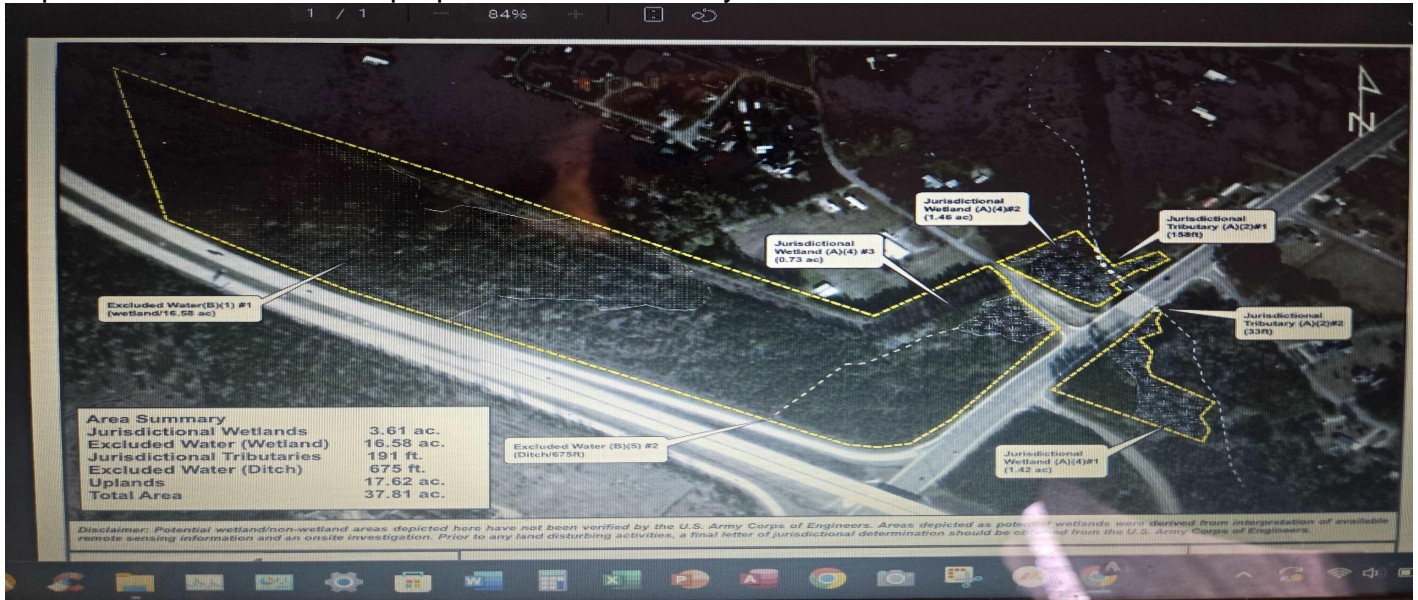 1 / 1
84%
N
Jurisdictional
Wetland (A)(4)#2
(1.46 ac)
Jurisdictional
Tributary (A)(2)#1
(158ft)
Jurisdictional
Wetland (A)(4) #3
(0.73 ac)
Excluded Water(B)(1) #1
(wetland/16.58 ac)
Jurisdictional
Tributary (A)(2)#2
(33ft)
Area Summary
Jurisdictional Wetlands 3.61 ac.
Excluded Water (Wetland) 16.58 ac.
Jurisdictional Tributaries 191 ft.
Excluded Water (Ditch) 675 ft.
Uplands 17.62 ac.
Total Area 37.81 ac.
Excluded Water (B)(5) #2
(Ditch/675ft)
Jurisdictional
Wetland (A)(4)#1
(1.42 ac)
Disclaimer: Potential wetland/non-wetland areas depicted here have not been verified by the U.S. Army Corps of Engineers. Areas depicted as potential wetlands were derived from interpretation of available
remote sensing information and an onsite investigation. Prior to any land disturbing activities, a final letter of jurisdictional determination should be obtained from the U.S. Army Corps of Engineers.